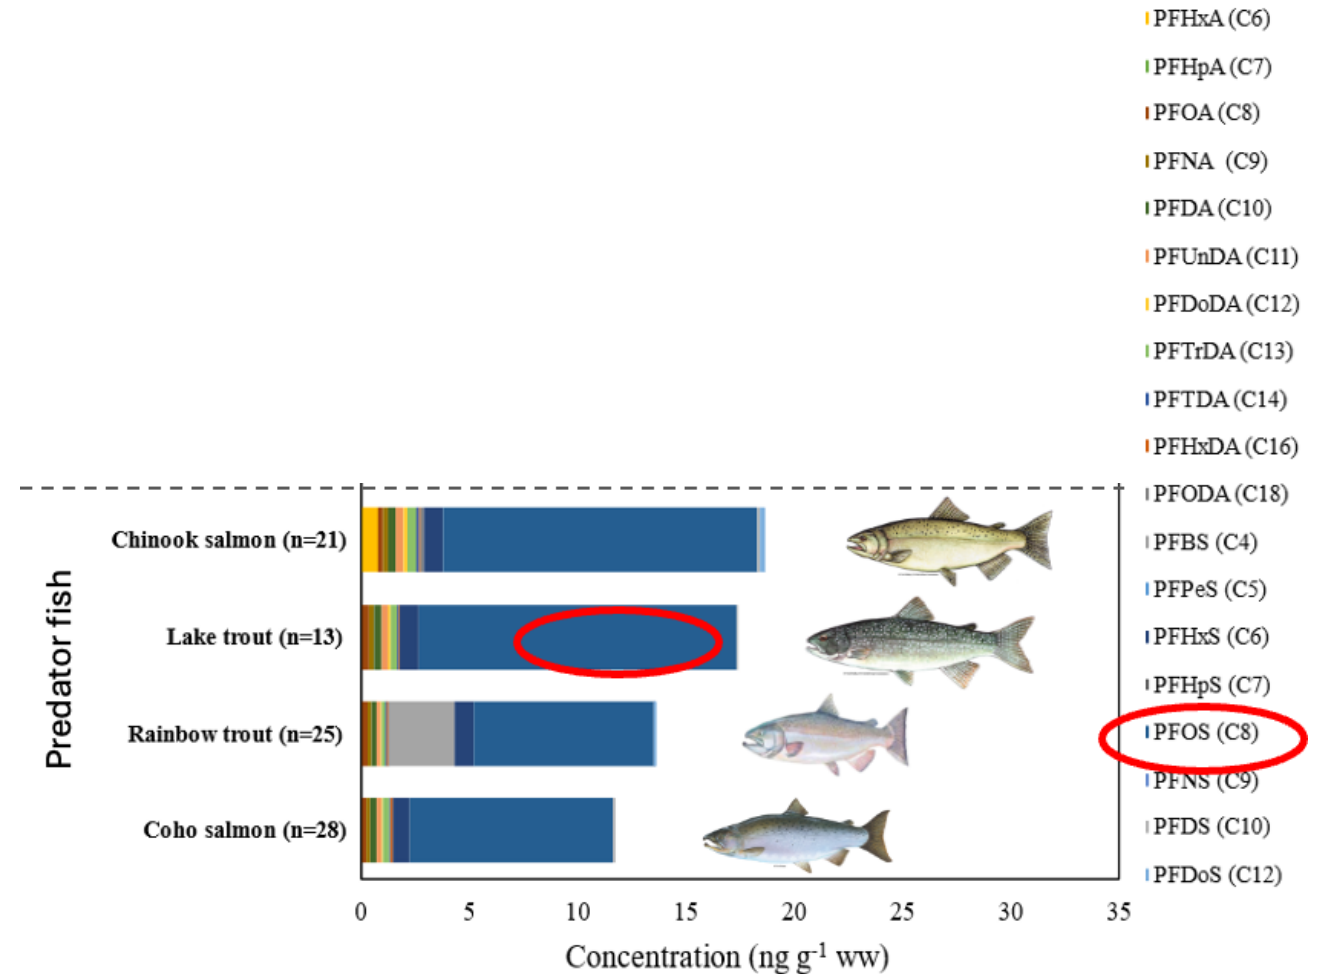 PFHxA (C6)
PFHpA (C7)
PFOA (C8)
PFNA (C9)
PFDA (C10)
PFUnDA (C11)
PFDoDA (C12)
PFTrDA (C13)
PFTDA (C14)
PFHxDA (C16)
PFODA (C18)
PFBS (C4)
PFPeS (C5)
PFHxS (C6)
PFHpS (C7)
PFOS (C8)
PFNS (C9)
PFDS (C10)
PFDoS (C12)
Predator fish
Chinook salmon (n=21)
Lake trout (n=13)
Rainbow trout (n=25)
Coho salmon (n=28)
0 5 10 15 20 25 30 35
Concentration (ng g⁻¹ ww)